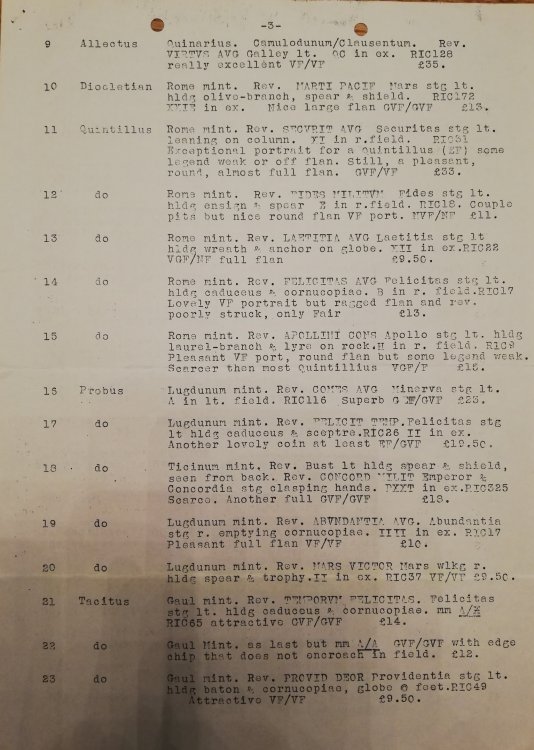 -3-
9 Allectus Quinarius. Camulodunum/Clausentum. Rev.
VIRTVS AVG Galley lt. QC in ex. RIC128
really excellent VF/VF £35.
10 Diocletian Rome mint. Rev. MARTI PACIF Mars stg lt.
hldg olive-branch, spear & shield. RIC172
XXIE in ex. Nice large flan GVF/GVF £13.
11 Quintillus Rome mint. Rev. SECVRIT AVG Securitas stg lt.
leaning on column. XI in r.field. RIC31
Exceptional portrait for a Quintillus (EF) some
legend weak or off flan. Still, a pleasant,
round, almost full flan. GVF/VF £33.
12 do Rome mint. Rev. FIDES MILITVM Fides stg lt.
hldg ensign & spear E in r.field. RIC18. Couple
pits but nice round flan VF port. NVF/NF £11.
13 do Rome mint. Rev. LAETITIA AVG Laetitia stg lt
hldg wreath & anchor on globe. XII in ex.RIC22
VGF/NF full flan £9.50.
14 do Rome mint. Rev. FELICITAS AVG Felicitas stg lt.
hldg caduceus & cornucopiae. B in r. field.RIC17
Lovely VF portrait but ragged flan and rev.
poorly struck, only Fair £13.
15 do Rome mint. Rev. APOLLINI CONS Apollo stg lt. hldg
laurel-branch & lyre on rock.H in r. field. RIC9
Pleasant VF port, round flan but some legend weak.
Scarcer then most Quintillius VGF/F £18.
16 Probus Lugdunum mint. Rev. COMES AVG Minerva stg lt.
A in lt. field. RIC116 Superb G EF/GVF £25.
17 do Lugdunum mint. Rev. FELICIT TEMP.Felicitas stg
lt hldg caduceus & sceptre.RIC26 II in ex.
Another lovely coin at least EF/GVF £19.50.
18 do Ticinum mint. Rev. Bust lt hldg spear & shield,
seen from back. Rev. CONCORD MILIT Emperor &
Concordia stg clasping hands. PXXT in ex.RIC325
Scarce. Another full GVF/GVF £18.
19 do Lugdunum mint. Rev. ABVNDANTIA AVG. Abundantia
stg r. emptying cornucopiae. IIII in ex. RIC17
Pleasant full flan VF/VF £10.
20 do Lugdunum mint. Rev. MARS VICTOR Mars wlkg r.
hldg spear & trophy.II in ex. RIC37 VF/VF £9.50.
21 Tacitus Gaul mint. Rev. TEMPORVM FELICITAS. Felicitas
stg lt. hldg caduceus & cornucopiae. mm
RIC65 attractive GVF/GVF £14.
22 do Gaul Mint. as last but mm A/A GVF/GVF with edge
chip that does not encroach in field. £12.
23 do Gaul mint. Rev. PROVID DEOR Providentia stg lt.
hldg baton & cornucopiae, globe @ feet.RIC49
Attractive VF/VF £9.50.